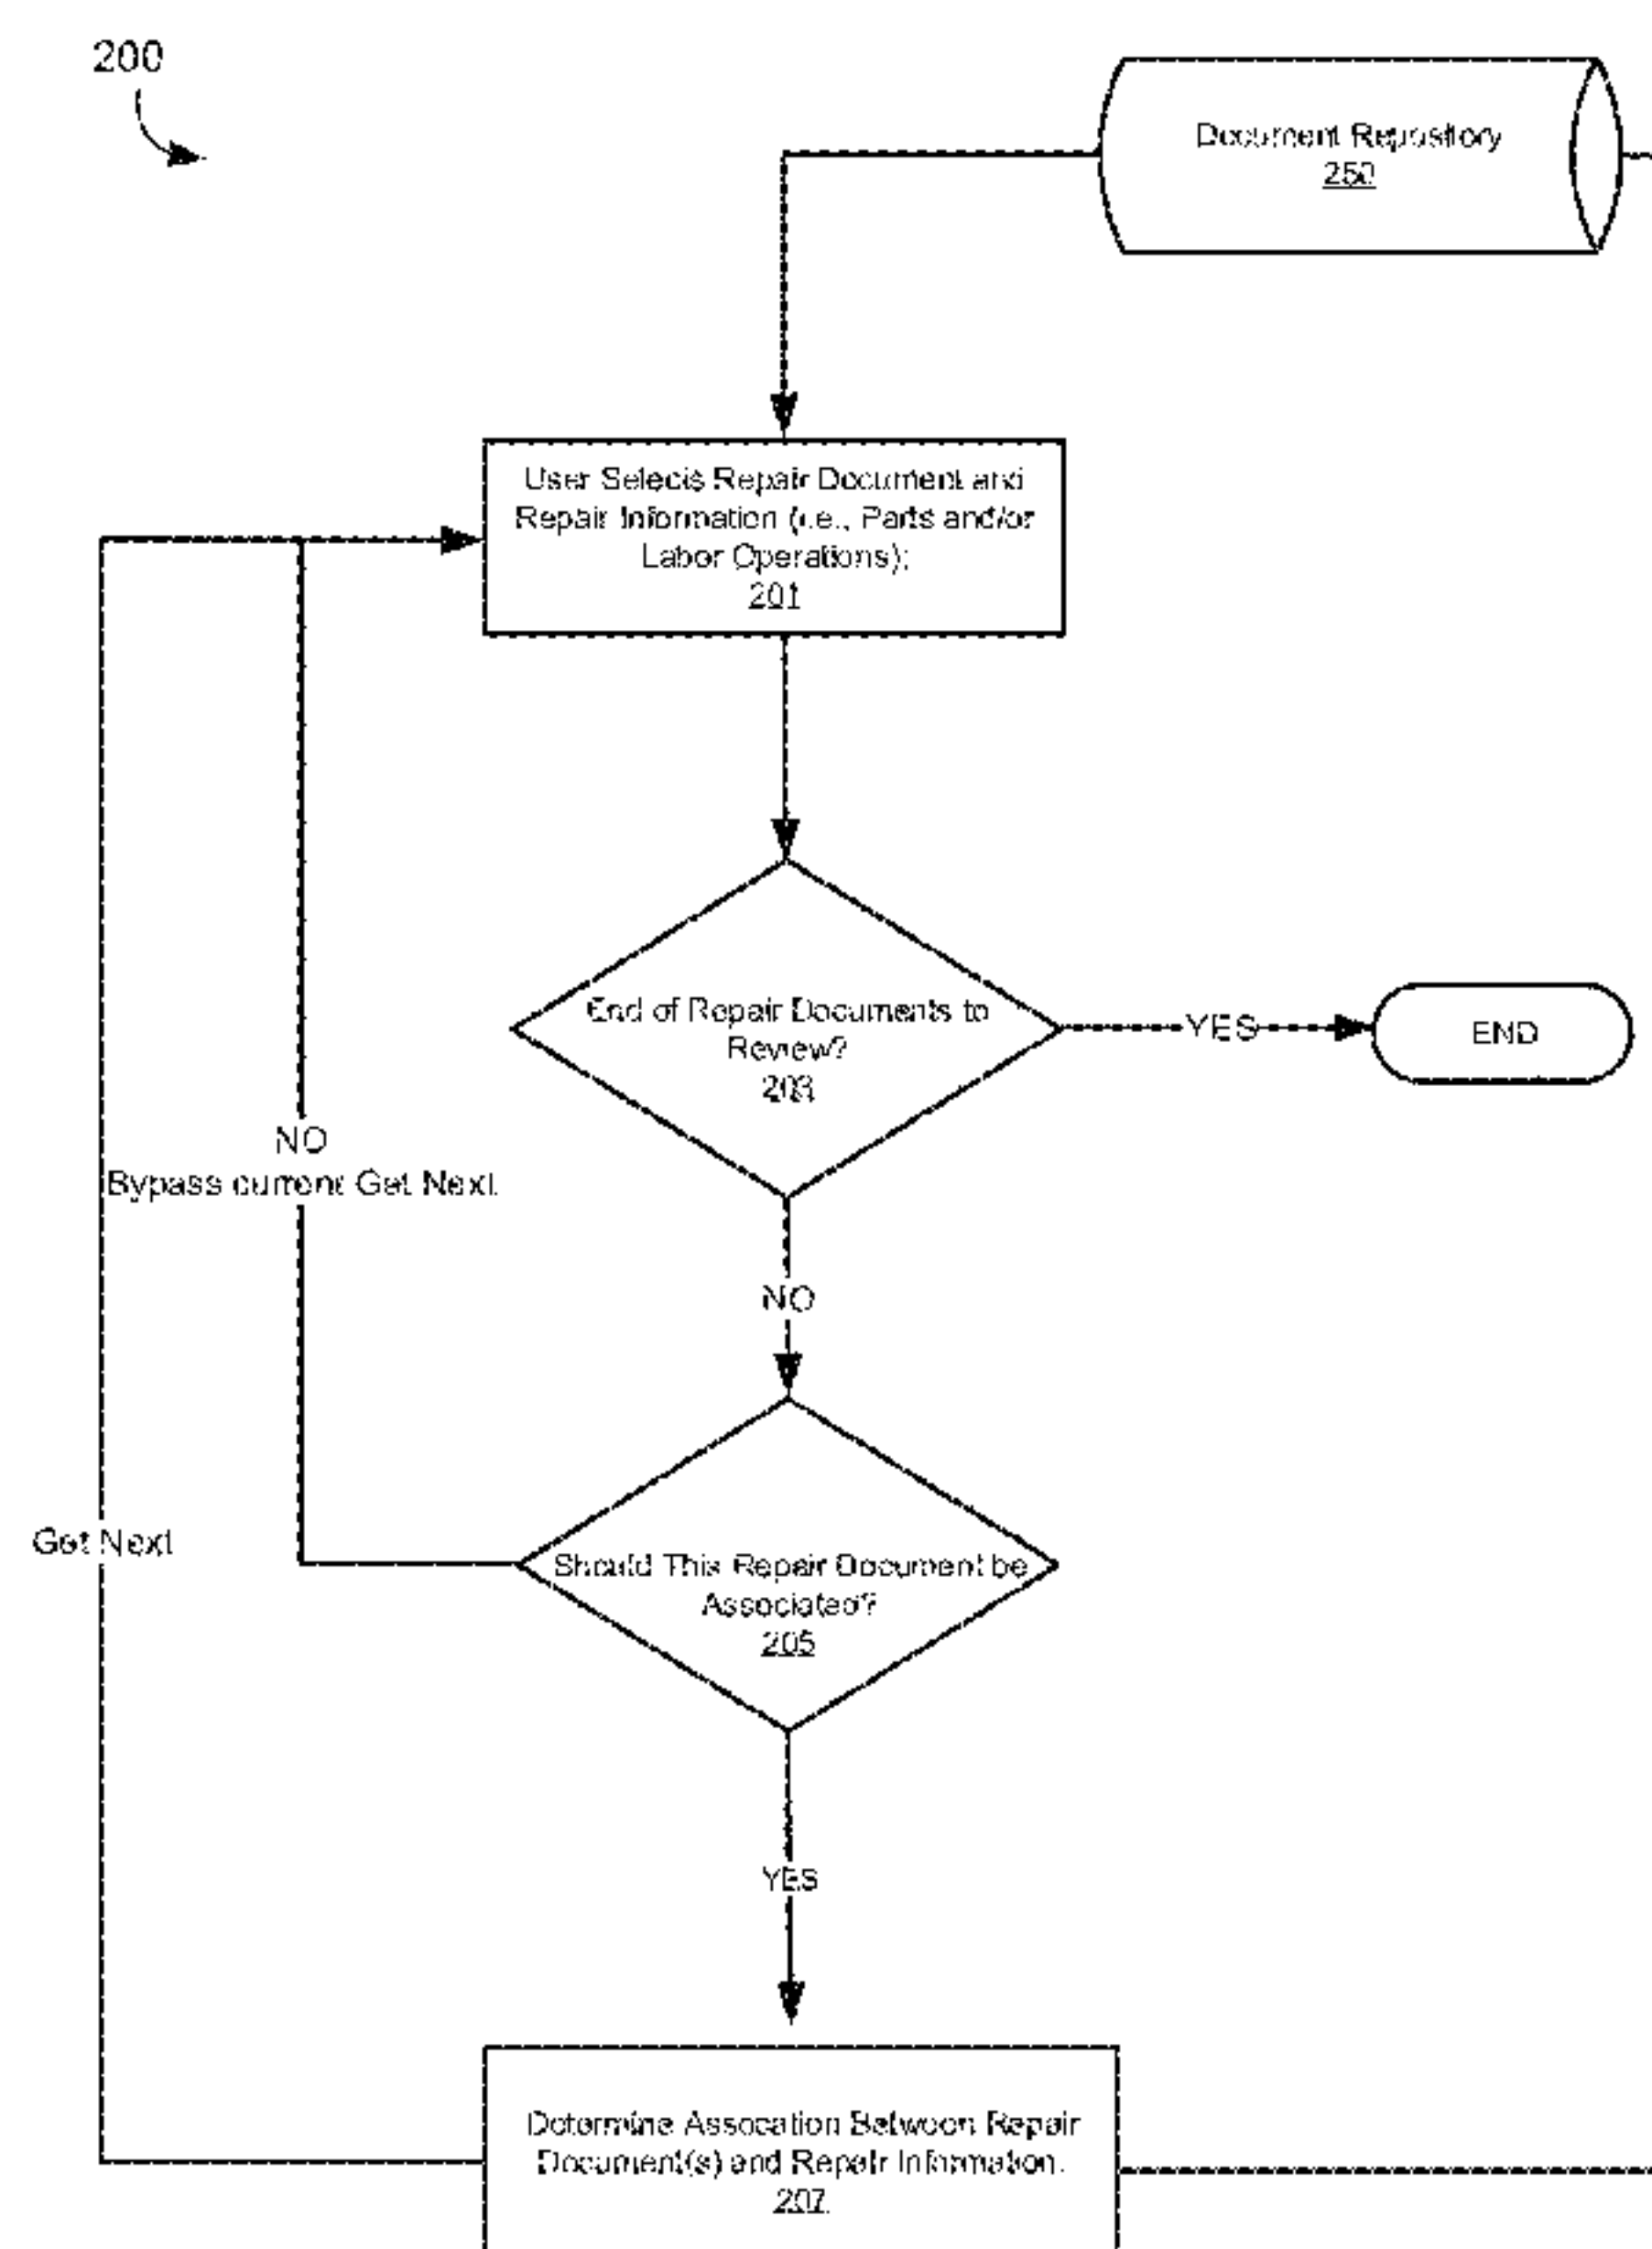 200
Document Repository
250
User Selects Repair Document and
Repair Information (i.e., Parts and/or
Labor Operations);
201
End of Repair Documents to
Review?
203
YES
END
NO
Bypass current Get Next
NO
Get Next
Should This Repair Document be
Associated?
205
YES
Determine Assocation Between Repair
Document(s) and Repair Information.
207